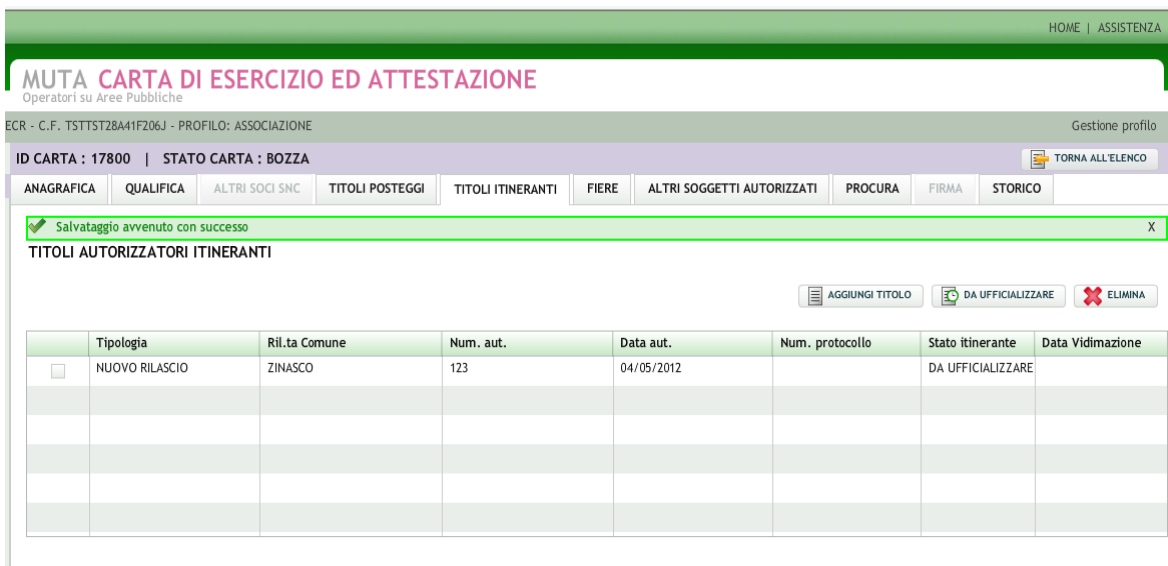 HOME | ASSISTENZA
MUTA CARTA DI ESERCIZIO ED ATTESTAZIONE
Operatori su Aree Pubbliche
ECR - C.F. TSTTST28A41F206J - PROFILO: ASSOCIAZIONE Gestione profilo
ID CARTA : 17800 | STATO CARTA : BOZZA TORNA ALL'ELENCO
ANAGRAFICA QUALIFICA ALTRI SOCI SNC TITOLI POSTEGGI TITOLI ITINERANTI FIERE ALTRI SOGGETTI AUTORIZZATI PROCURA FIRMA STORICO
Salvataggio avvenuto con successo X
TITOLI AUTORIZZATORI ITINERANTI
AGGIUNGI TITOLO DA UFFICIALIZZARE ELIMINA
Tipologia Ril.ta Comune Num. aut. Data aut. Num. protocollo Stato itinerante Data Vidimazione
NUOVO RILASCIO ZINASCO 123 04/05/2012 DA UFFICIALIZZARE